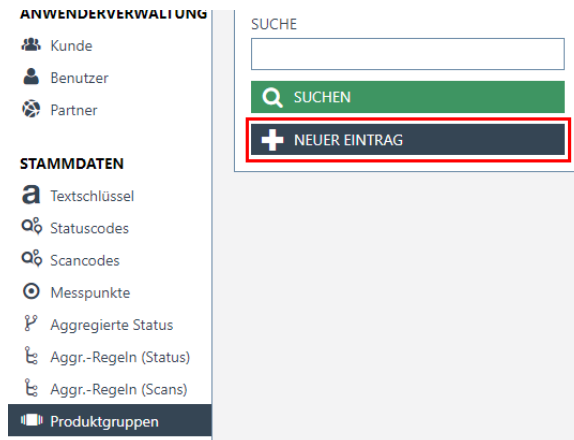 ANWENDERVERWALTUNG
Kunde
Benutzer
Partner
STAMMDATEN
Textschlüssel
Statuscodes
Scancodes
Messpunkte
Aggregierte Status
Aggr.-Regeln (Status)
Aggr.-Regeln (Scans)
Produktgruppen
SUCHE
SUCHEN
NEUER EINTRAG